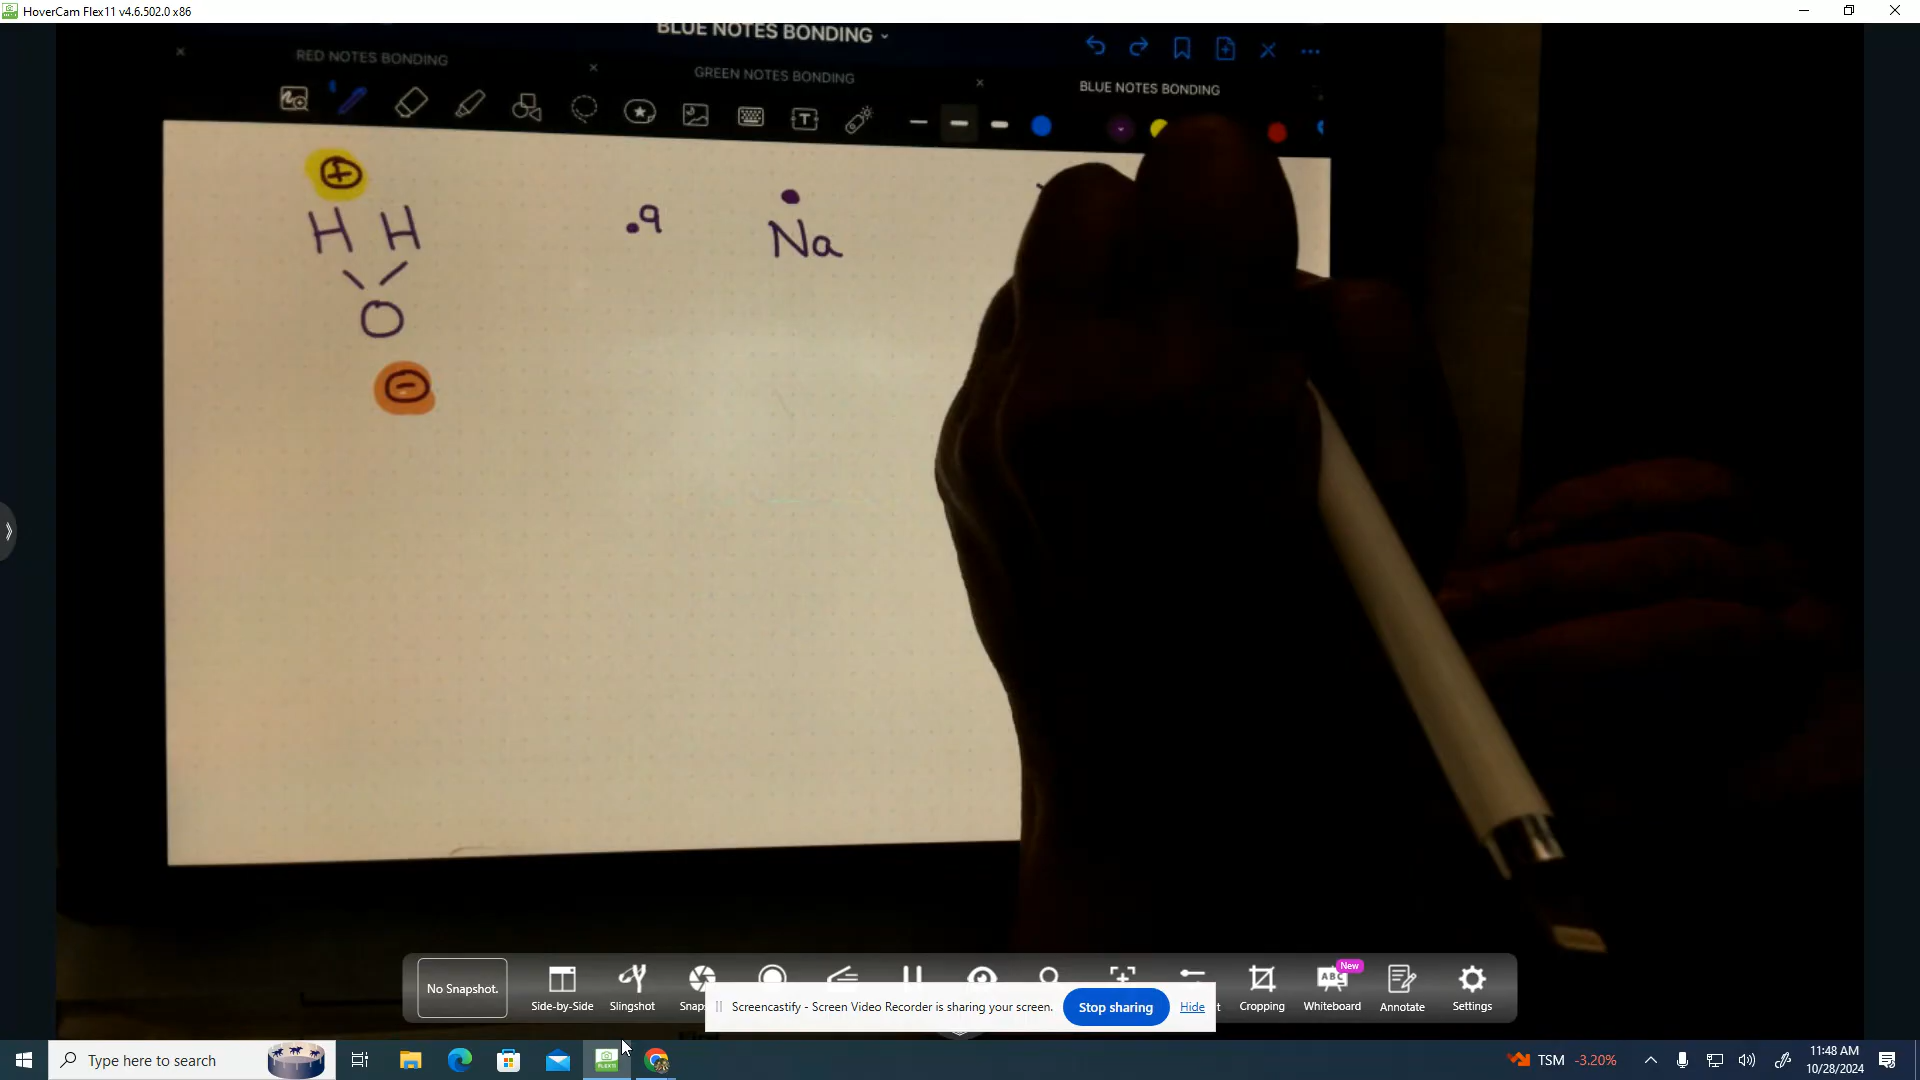 HoverCam Flex11 v4.6.502.0 x86
BLUE NOTES BONDING
RED NOTES BONDING
GREEN NOTES BONDING
BLUE NOTES BONDING
+
H H
O
-
.9
Na
No Snapshot.
Side-by-Side
Slingshot
New
Cropping
Whiteboard
Annotate
Settings
Screencastify - Screen Video Recorder is sharing your screen.
Stop sharing
Hide
Type here to search
TSM -3.20%
11:48 AM
10/28/2024